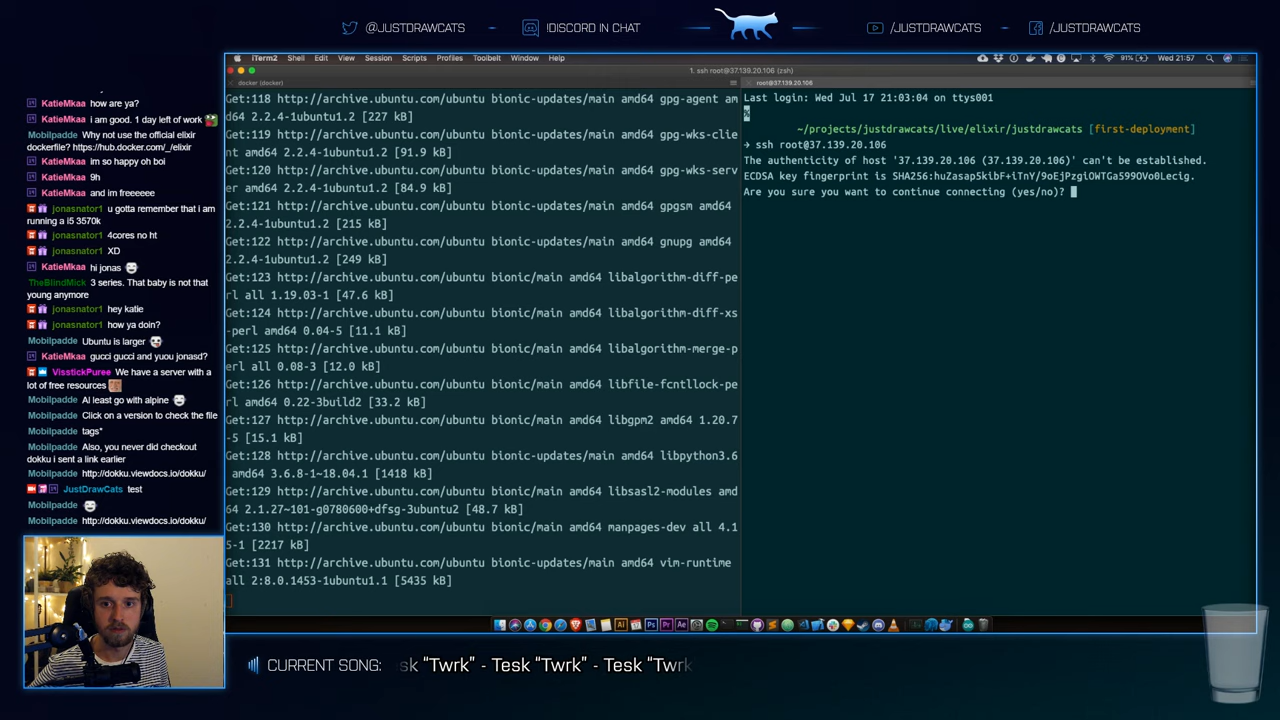 @JUSTDRAWCATS
!DISCORD IN CHAT
/JUSTDRAWCATS
/JUSTDRAWCATS
KatieMkaa how are ya?
KatieMkaa i am good. 1 day left of work
Mobilpadde Why not use the official elixir
dockerfile? https://hub.docker.com/_/elixir
KatieMkaa im so happy oh boi
KatieMkaa 9h
KatieMkaa and im freeeeee
jonasnator1 u gotta remember that i am
running a i5 3570k
jonasnator1 4cores no ht
jonasnator1 XD
KatieMkaa hi jonas
TheBlindMick 3 series. That baby is not that
young anymore
jonasnator1 hey katie
jonasnator1 how ya doin?
Mobilpadde Ubuntu is larger
KatieMkaa gucci gucci and yuou jonasd?
VisstickPuree We have a server with a
lot of free resources
Mobilpadde Al least go with alpine
Mobilpadde Click on a version to check the file
Mobilpadde tags*
Mobilpadde Also, you never did checkout
dokku i sent a link earlier
Mobilpadde http://dokku.viewdocs.io/dokku/
JustDrawCats test
Mobilpadde
Mobilpadde http://dokku.viewdocs.io/dokku/
iTerm2 Shell Edit View Session Scripts Profiles Toolbelt Window Help
91% Wed 21:57
1. ssh root@37.139.20.106 (zsh)
docker (docker)
root@37.139.20.106
Get:118 http://archive.ubuntu.com/ubuntu bionic-updates/main amd64 gpg-agent am
d64 2.2.4-1ubuntu1.2 [227 kB]
Get:119 http://archive.ubuntu.com/ubuntu bionic-updates/main amd64 gpg-wks-clie
nt amd64 2.2.4-1ubuntu1.2 [91.9 kB]
Get:120 http://archive.ubuntu.com/ubuntu bionic-updates/main amd64 gpg-wks-serv
er amd64 2.2.4-1ubuntu1.2 [84.9 kB]
Get:121 http://archive.ubuntu.com/ubuntu bionic-updates/main amd64 gpgsm amd64
2.2.4-1ubuntu1.2 [215 kB]
Get:122 http://archive.ubuntu.com/ubuntu bionic-updates/main amd64 gnupg amd64
2.2.4-1ubuntu1.2 [249 kB]
Get:123 http://archive.ubuntu.com/ubuntu bionic/main amd64 libalgorithm-diff-pe
rl all 1.19.03-1 [47.6 kB]
Get:124 http://archive.ubuntu.com/ubuntu bionic/main amd64 libalgorithm-diff-xs
-perl amd64 0.04-5 [11.1 kB]
Get:125 http://archive.ubuntu.com/ubuntu bionic/main amd64 libalgorithm-merge-p
erl all 0.08-3 [12.0 kB]
Get:126 http://archive.ubuntu.com/ubuntu bionic/main amd64 libfile-fcntllock-pe
rl amd64 0.22-3build2 [33.2 kB]
Get:127 http://archive.ubuntu.com/ubuntu bionic/main amd64 libgpm2 amd64 1.20.7
-5 [15.1 kB]
Get:128 http://archive.ubuntu.com/ubuntu bionic-updates/main amd64 libpython3.6
amd64 3.6.8-1~18.04.1 [1418 kB]
Get:129 http://archive.ubuntu.com/ubuntu bionic/main amd64 libsasl2-modules amd
64 2.1.27~101-g0780600+dfsg-3ubuntu2 [48.7 kB]
Get:130 http://archive.ubuntu.com/ubuntu bionic/main amd64 manpages-dev all 4.1
5-1 [2217 kB]
Get:131 http://archive.ubuntu.com/ubuntu bionic-updates/main amd64 vim-runtime
all 2:8.0.1453-1ubuntu1.1 [5435 kB]
Last login: Wed Jul 17 21:03:04 on ttys001
%
~/projects/justdrawcats/live/elixir/justdrawcats [first-deployment]
→ ssh root@37.139.20.106
The authenticity of host '37.139.20.106 (37.139.20.106)' can't be established.
ECDSA key fingerprint is SHA256:huZasap5kibF+iTnY/9oEjPzgiOWTGa599OVo0Lecig.
Are you sure you want to continue connecting (yes/no)?
CURRENT SONG: sk "Twrk" - Tesk "Twrk" - Tesk "Twrk